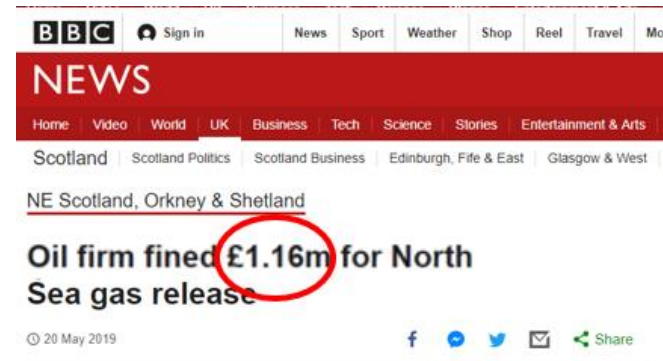 BBC Sign in News Sport Weather Shop Reel Travel
NEWS
Home Video World UK Business Tech Science Stories Entertainment & Arts
Scotland Scotland Politics Scotland Business Edinburgh, Fife & East Glasgow & West
NE Scotland, Orkney & Shetland
Oil firm fined £1.16m for North
Sea gas release
20 May 2019 Share